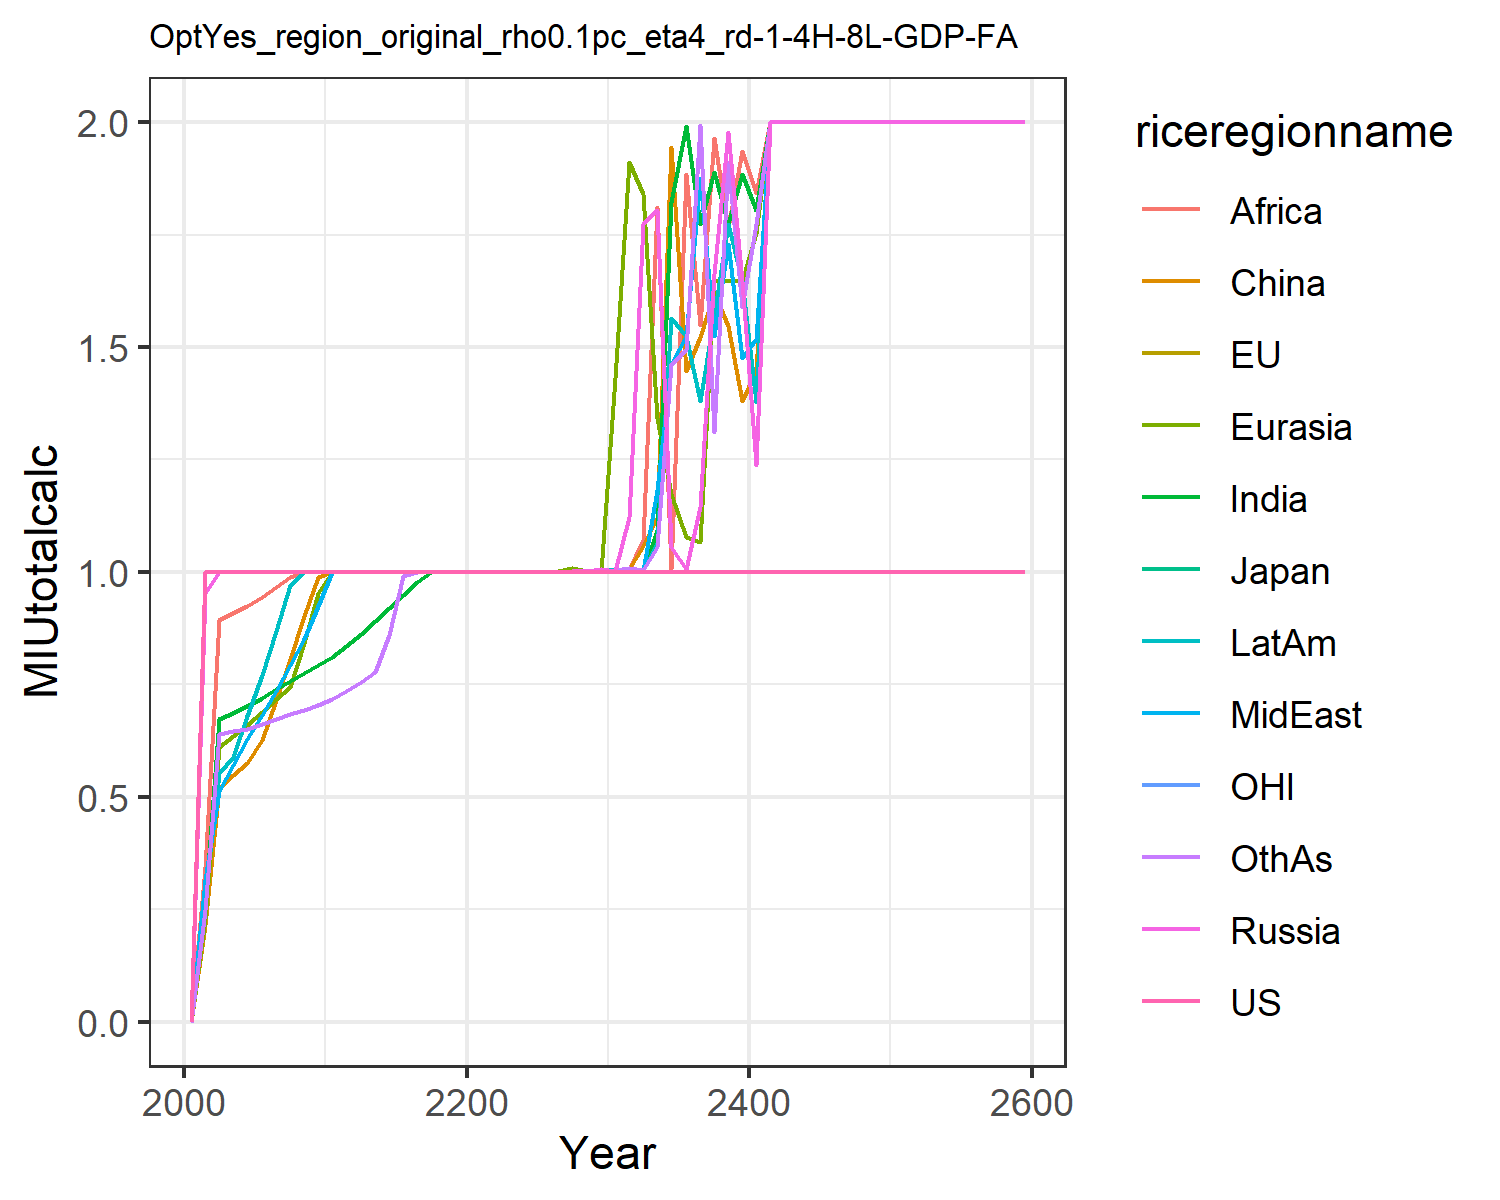 OptYes_region_original_rho0.1pc_eta4_rd-1-4H-8L-GDP-FA
2.0
1.5
1.0
0.5
0.0
MIUtotalcalc
2000
2200
2400
2600
Year
riceregionname
Africa
China
EU
Eurasia
India
Japan
LatAm
MidEast
OHI
OthAs
Russia
US